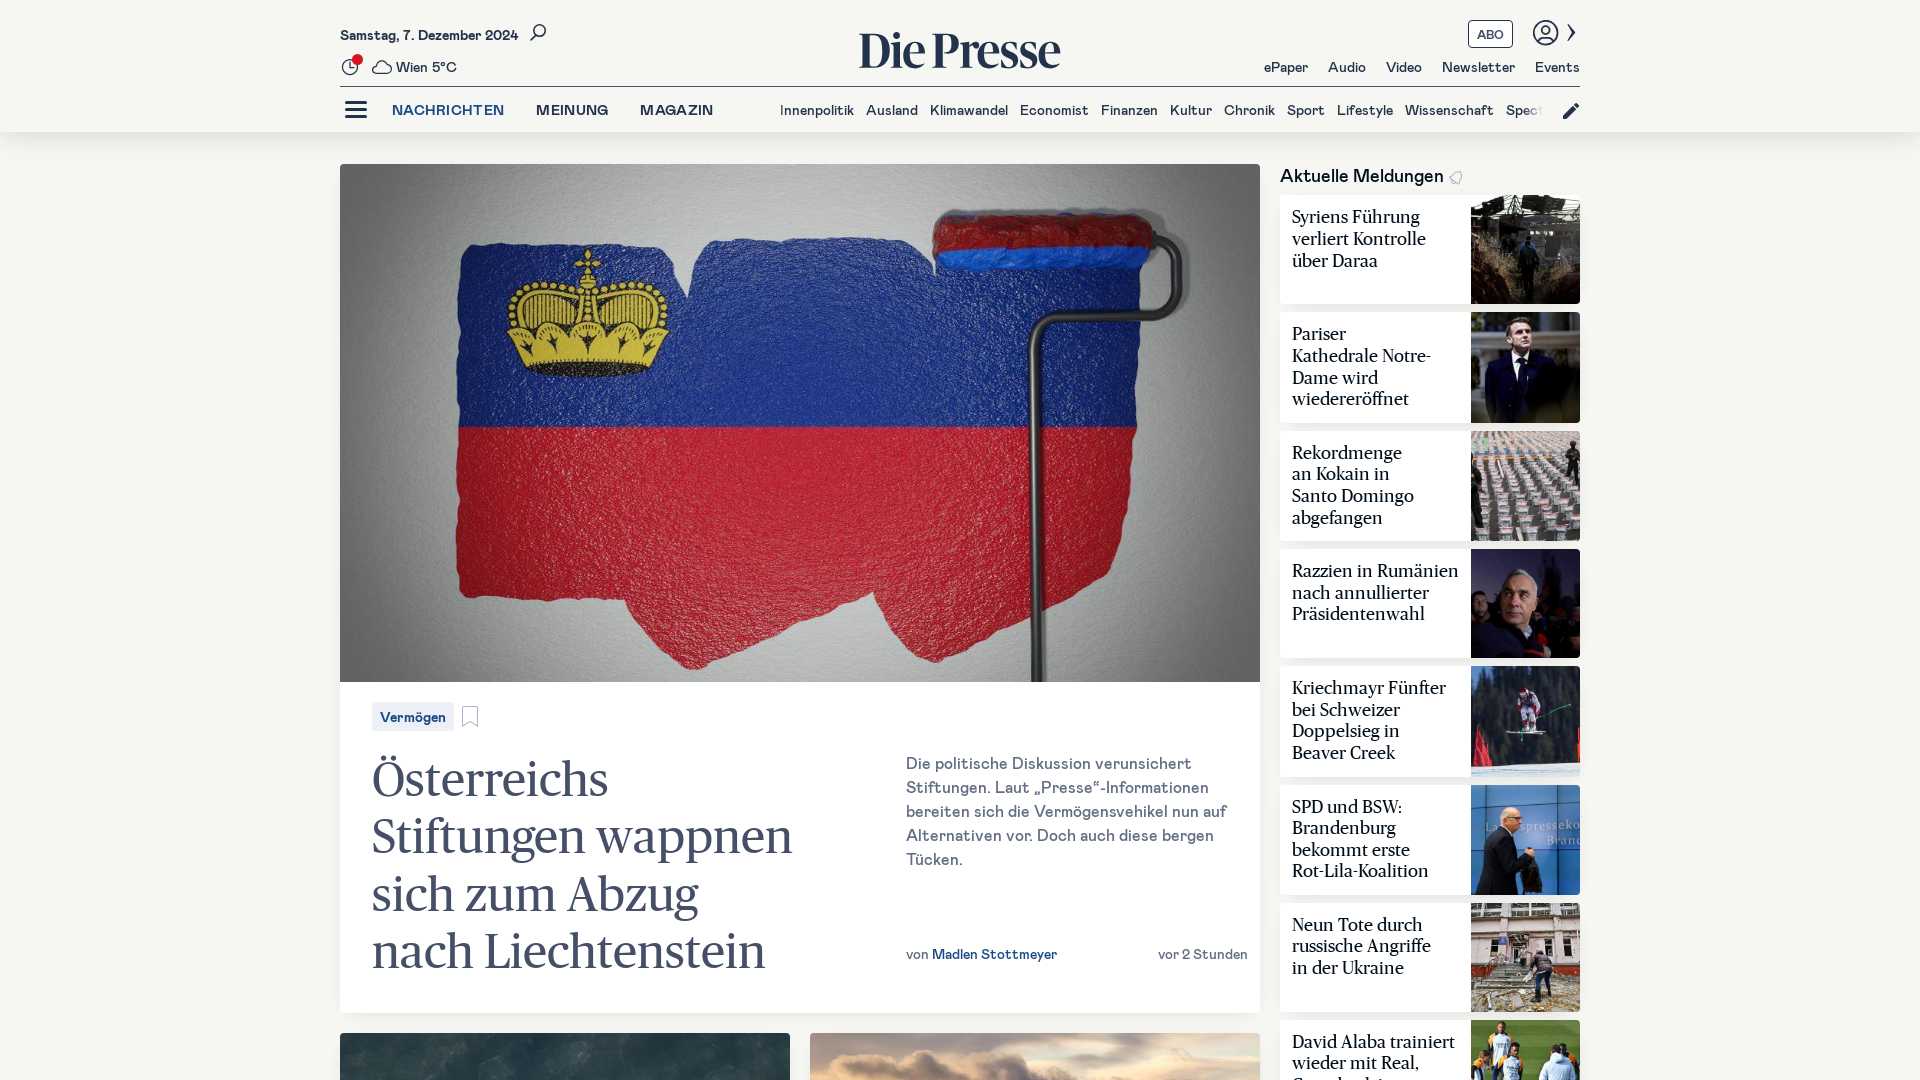 Samstag, 7. Dezember 2024
Wien 5°C
Die Presse
ABO
ePaper
Audio
Video
Newsletter
Events
NACHRICHTEN
MEINUNG
MAGAZIN
Innenpolitik
Ausland
Klimawandel
Economist
Finanzen
Kultur
Chronik
Sport
Lifestyle
Wissenschaft
Spect
Vermögen
Österreichs
Stiftungen wappnen
sich zum Abzug
nach Liechtenstein
Die politische Diskussion verunsichert
Stiftungen. Laut „Presse“-Informationen
bereiten sich die Vermögensvehikel nun auf
Alternativen vor. Doch auch diese bergen
Tücken.
von Madlen Stottmeyer
vor 2 Stunden
Aktuelle Meldungen
Syriens Führung
verliert Kontrolle
über Daraa
Pariser
Kathedrale Notre-
Dame wird
wiedereröffnet
Rekordmenge
an Kokain in
Santo Domingo
abgefangen
Razzien in Rumänien
nach annullierter
Präsidentenwahl
Kriechmayr Fünfter
bei Schweizer
Doppelsieg in
Beaver Creek
SPD und BSW:
Brandenburg
bekommt erste
Rot-Lila-Koalition
Neun Tote durch
russische Angriffe
in der Ukraine
David Alaba trainiert
wieder mit Real,